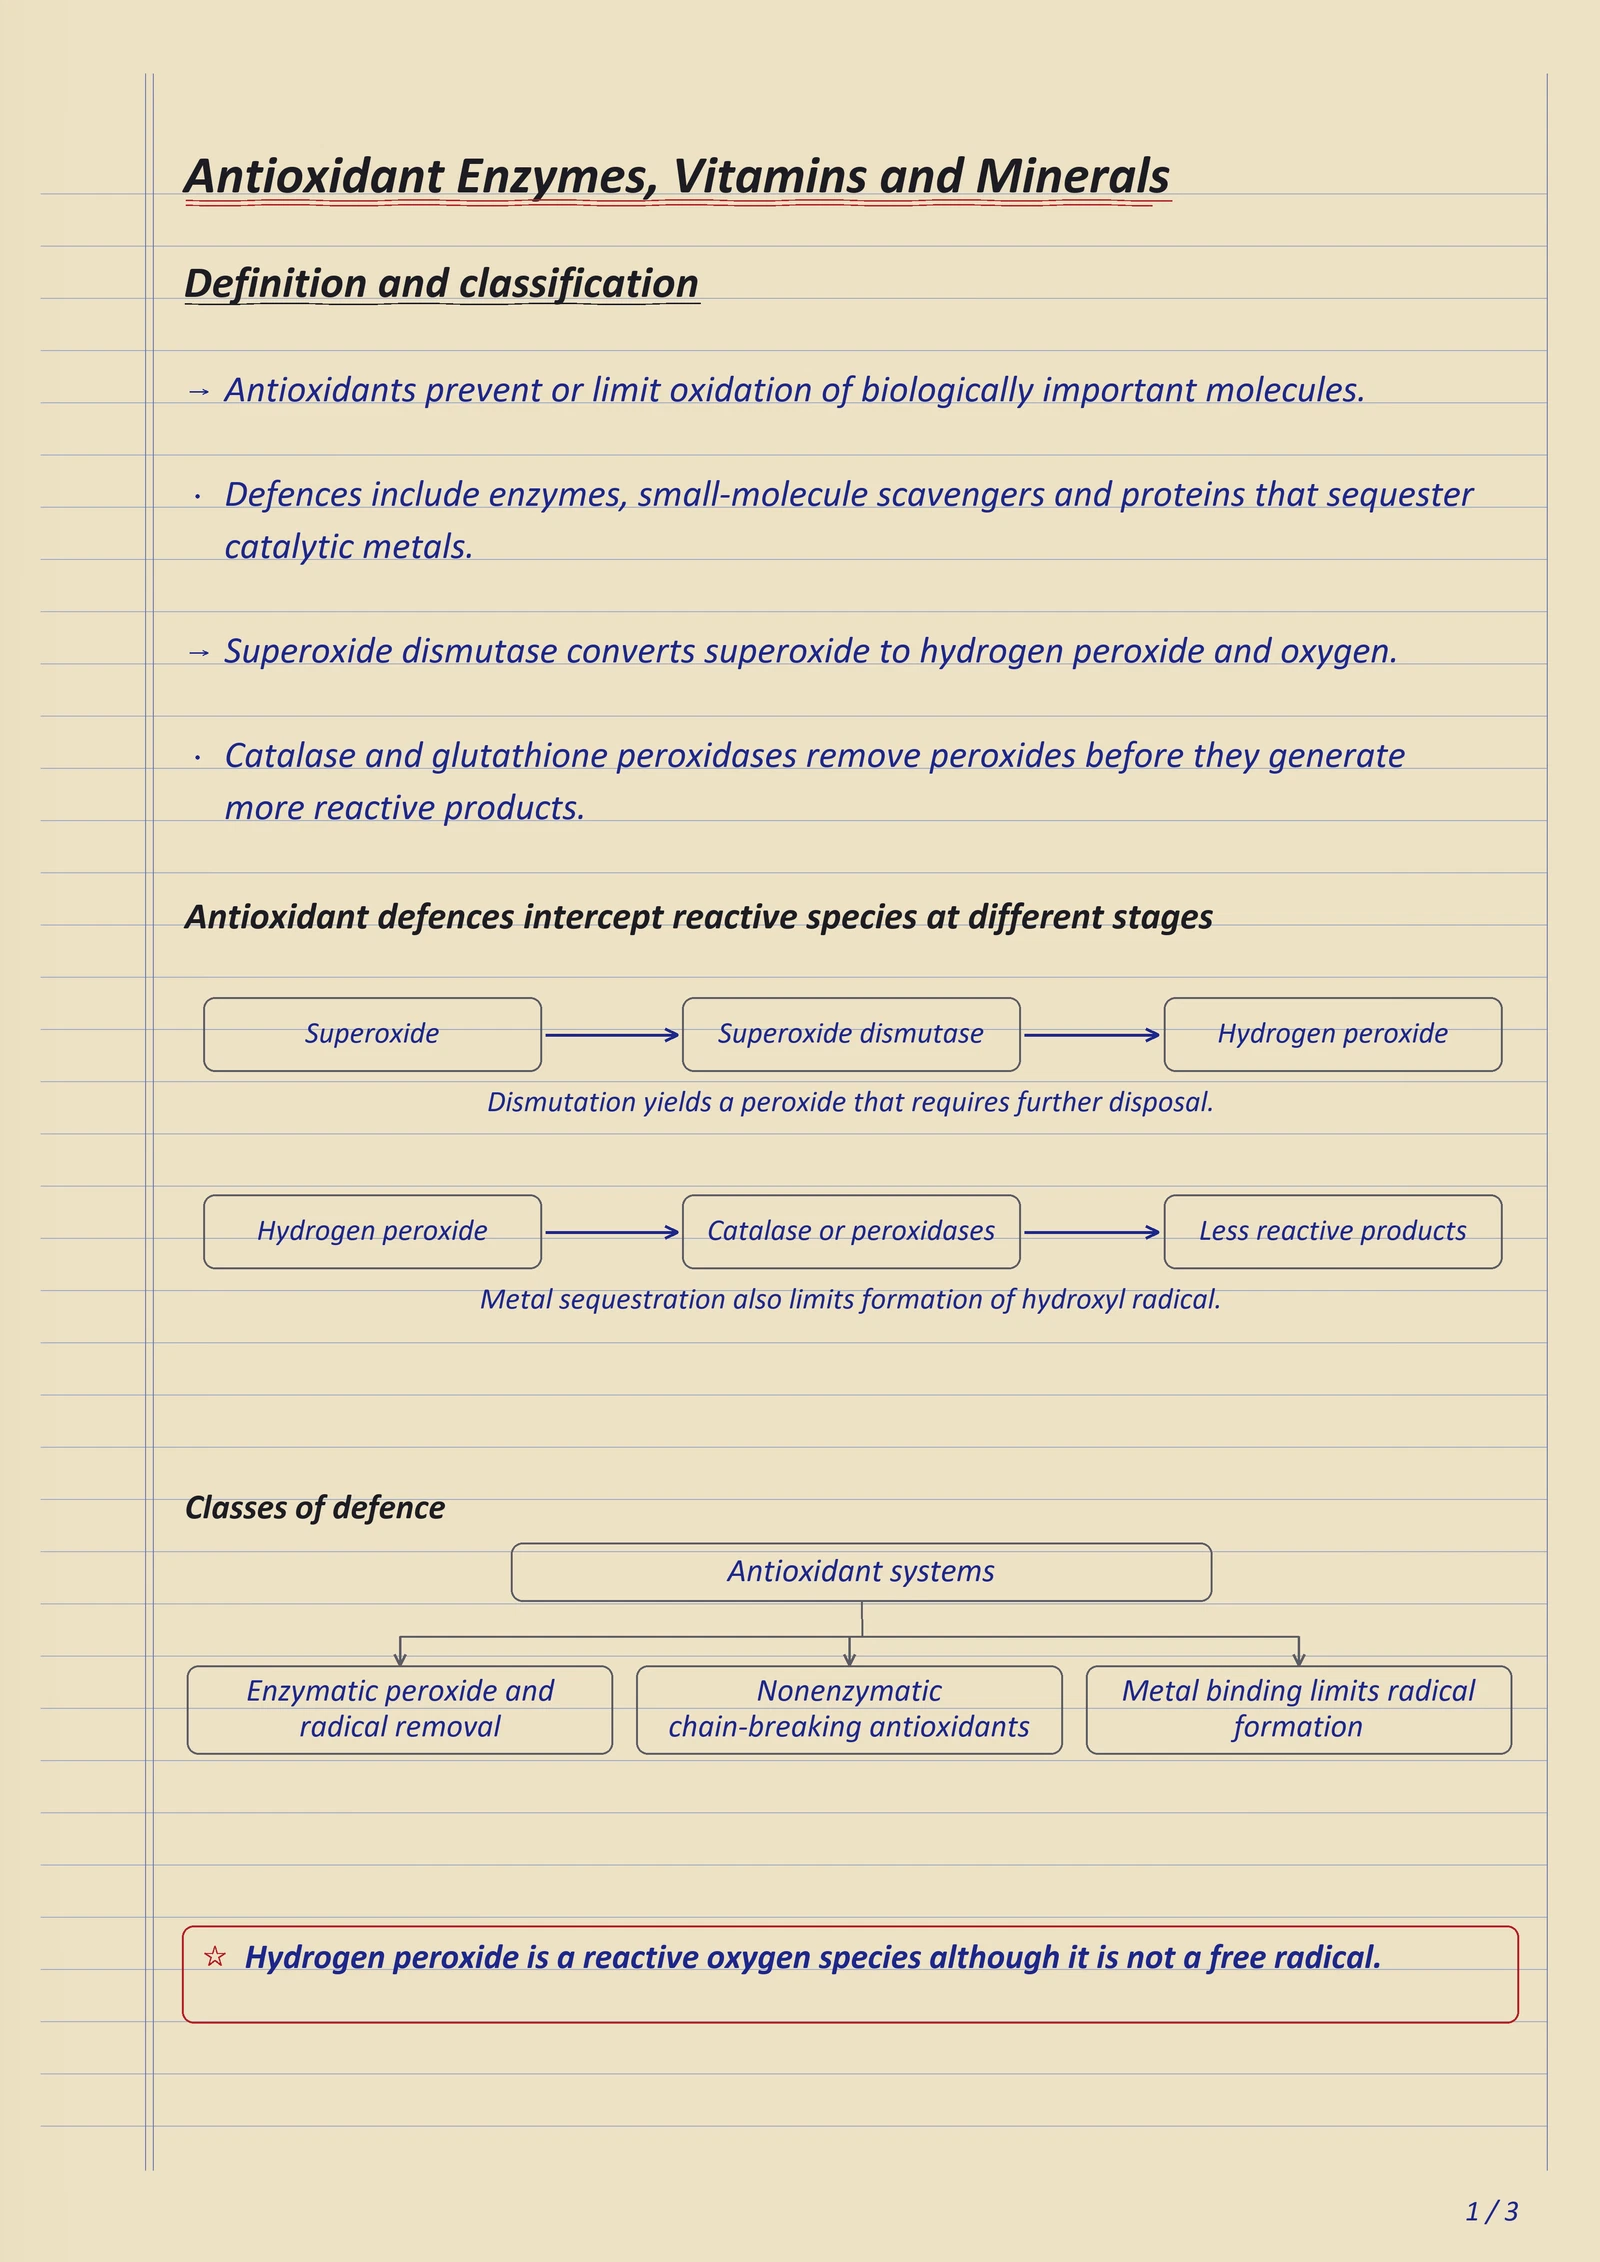 Antioxidant Enzymes, Vitamins and Minerals
Definition and classification
→ Antioxidants prevent or limit oxidation of biologically important molecules.
· Defences include enzymes, small-molecule scavengers and proteins that sequester
catalytic metals.
→ Superoxide dismutase converts superoxide to hydrogen peroxide and oxygen.
· Catalase and glutathione peroxidases remove peroxides before they generate
more reactive products.
Antioxidant defences intercept reactive species at different stages
Superoxide → Superoxide dismutase → Hydrogen peroxide
Dismutation yields a peroxide that requires further disposal.
Hydrogen peroxide → Catalase or peroxidases → Less reactive products
Metal sequestration also limits formation of hydroxyl radical.
Classes of defence
Antioxidant systems
Enzymatic peroxide and
radical removal
Nonenzymatic
chain-breaking antioxidants
Metal binding limits radical
formation
☆ Hydrogen peroxide is a reactive oxygen species although it is not a free radical.
1 / 3